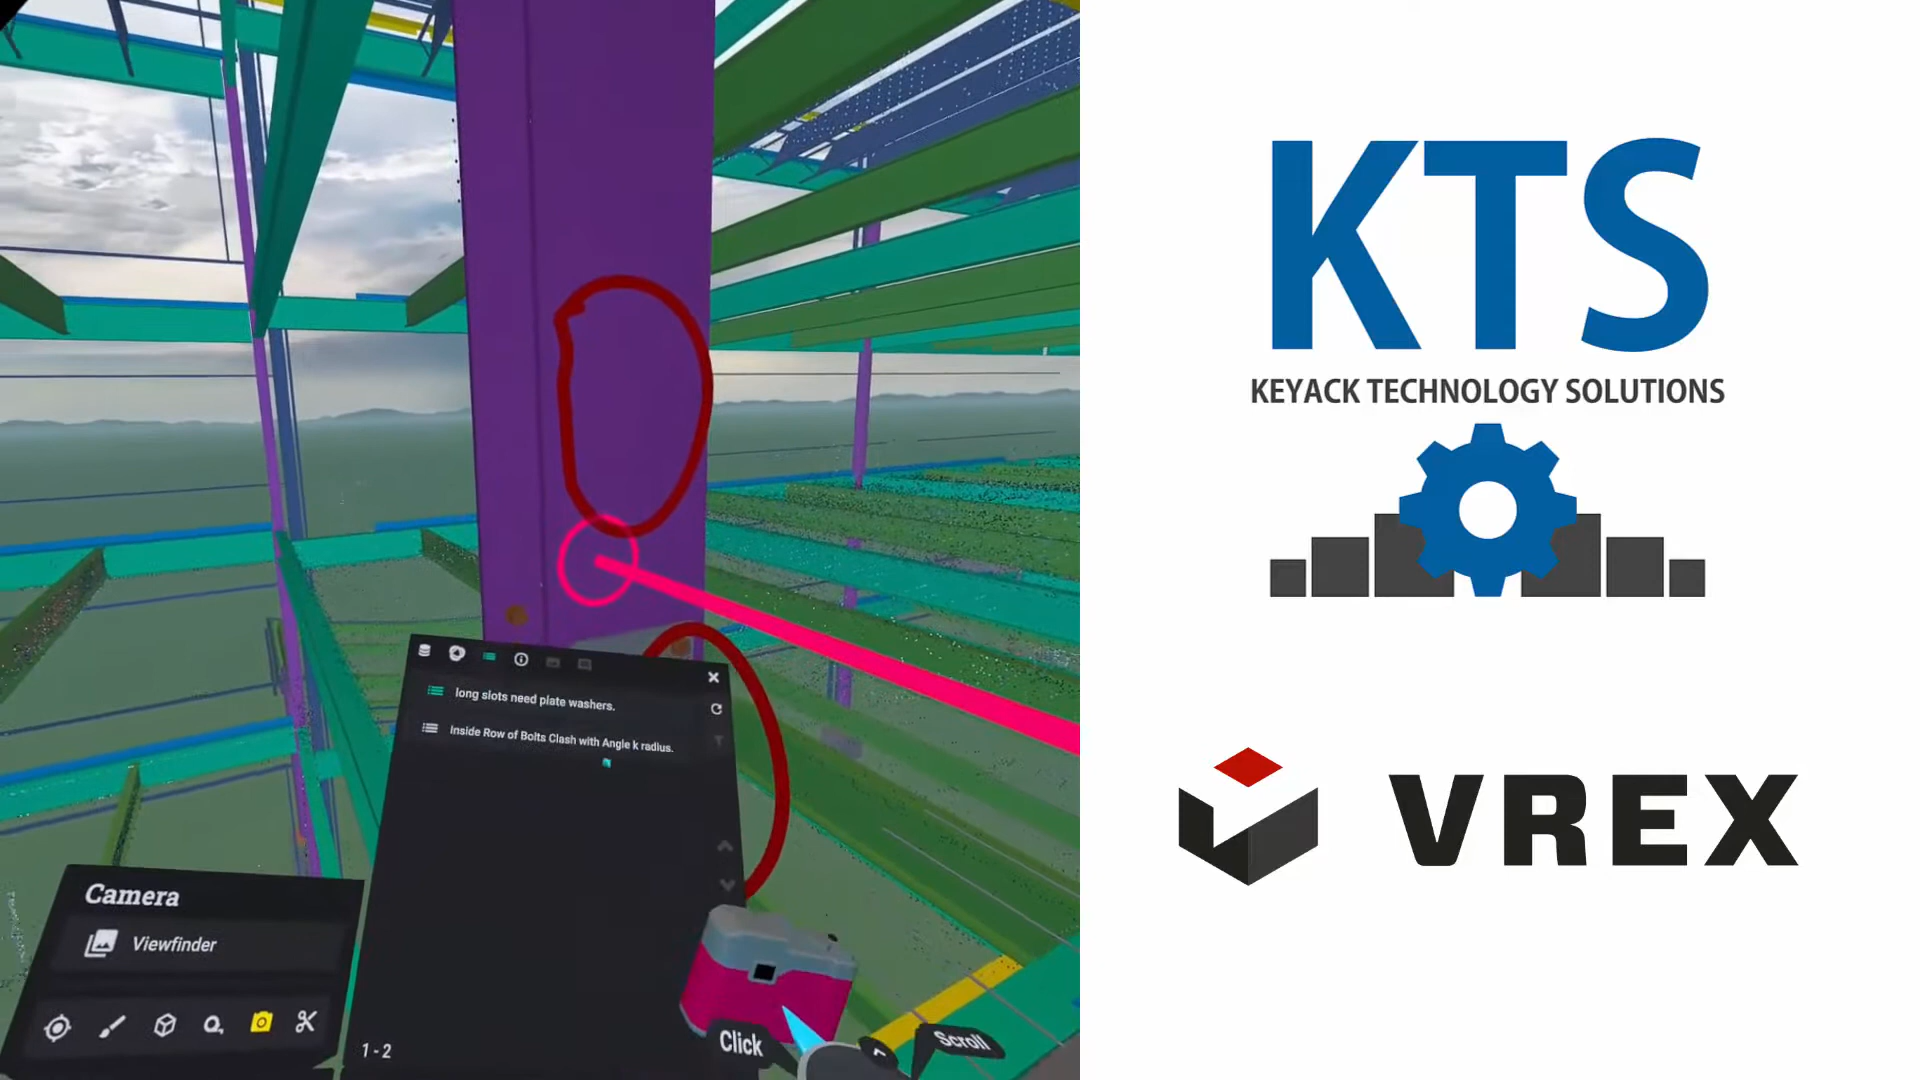 long slots need plate washers.
Inside Row of Bolts Clash with Angle k radius.
Camera
Viewfinder
1 - 2
Click
Scroll
KTS
KEYACK TECHNOLOGY SOLUTIONS
VREX